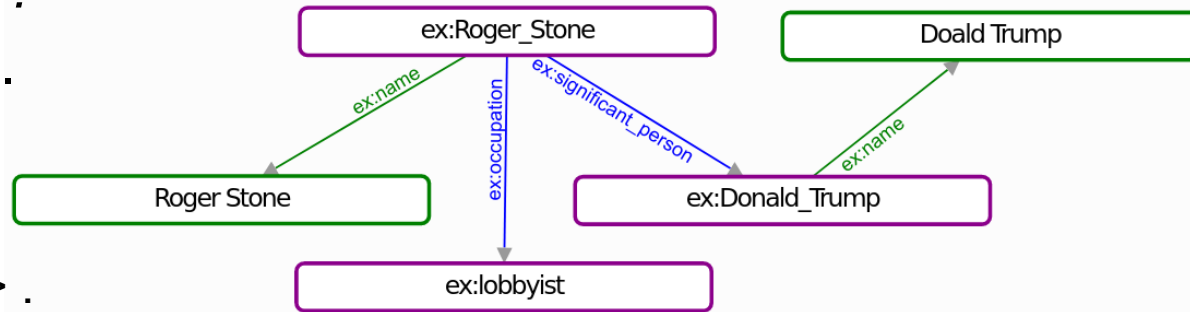 ex:Roger_Stone
Doald Trump
ex:name
ex:occupation
ex:significant_person
ex:name
Roger Stone
ex:Donald_Trump
ex:lobbyist